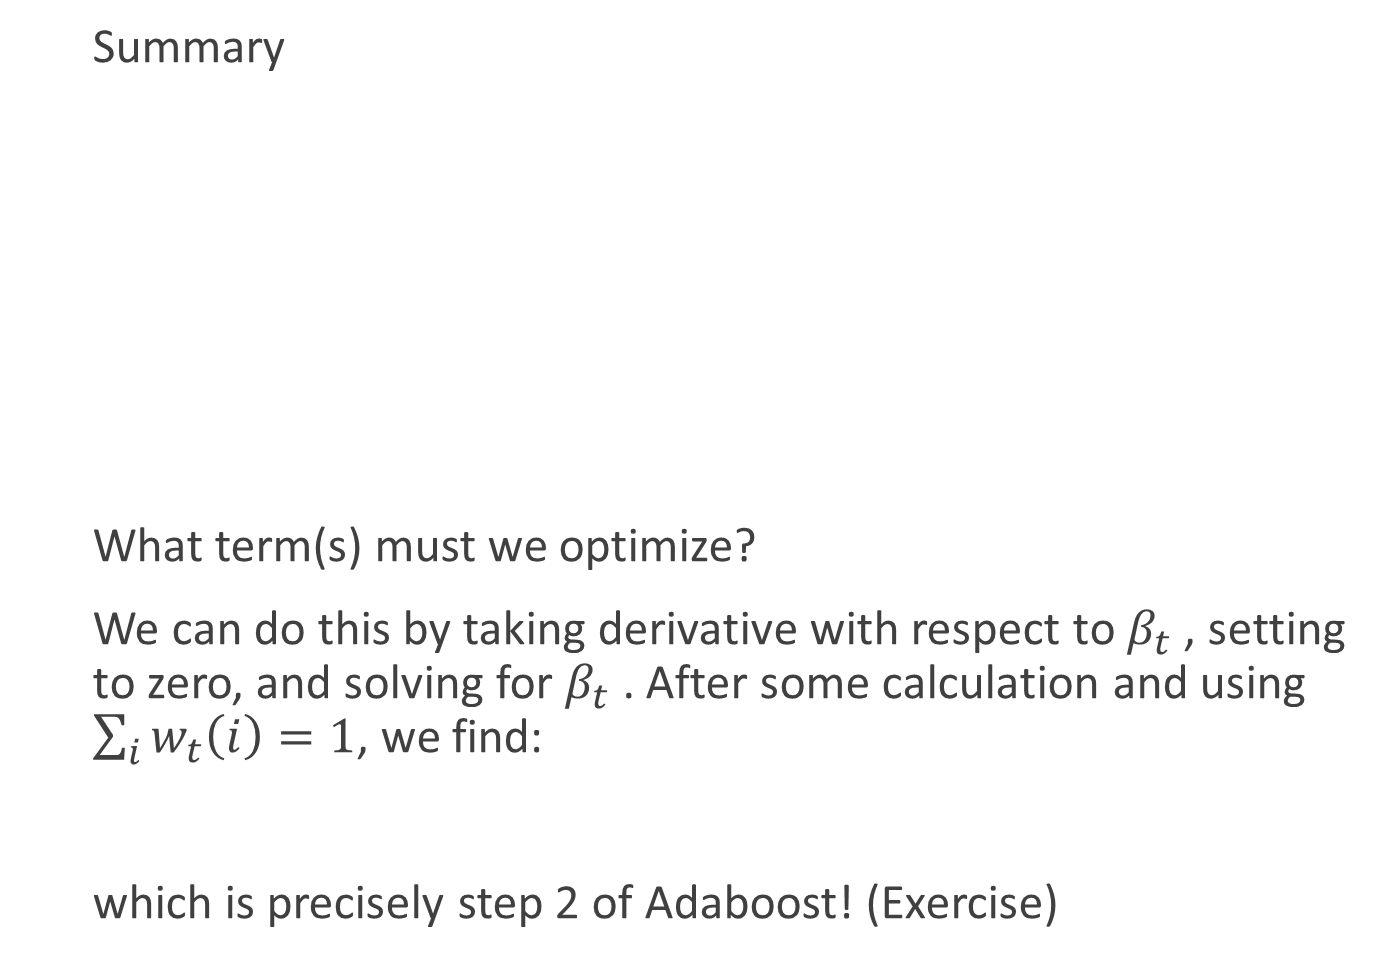 Summary
What term(s) must we optimize?
We can do this by taking derivative with respect to βₜ , setting
to zero, and solving for βₜ . After some calculation and using
∑ᵢ wₜ(i) = 1, we find:
which is precisely step 2 of Adaboost! (Exercise)